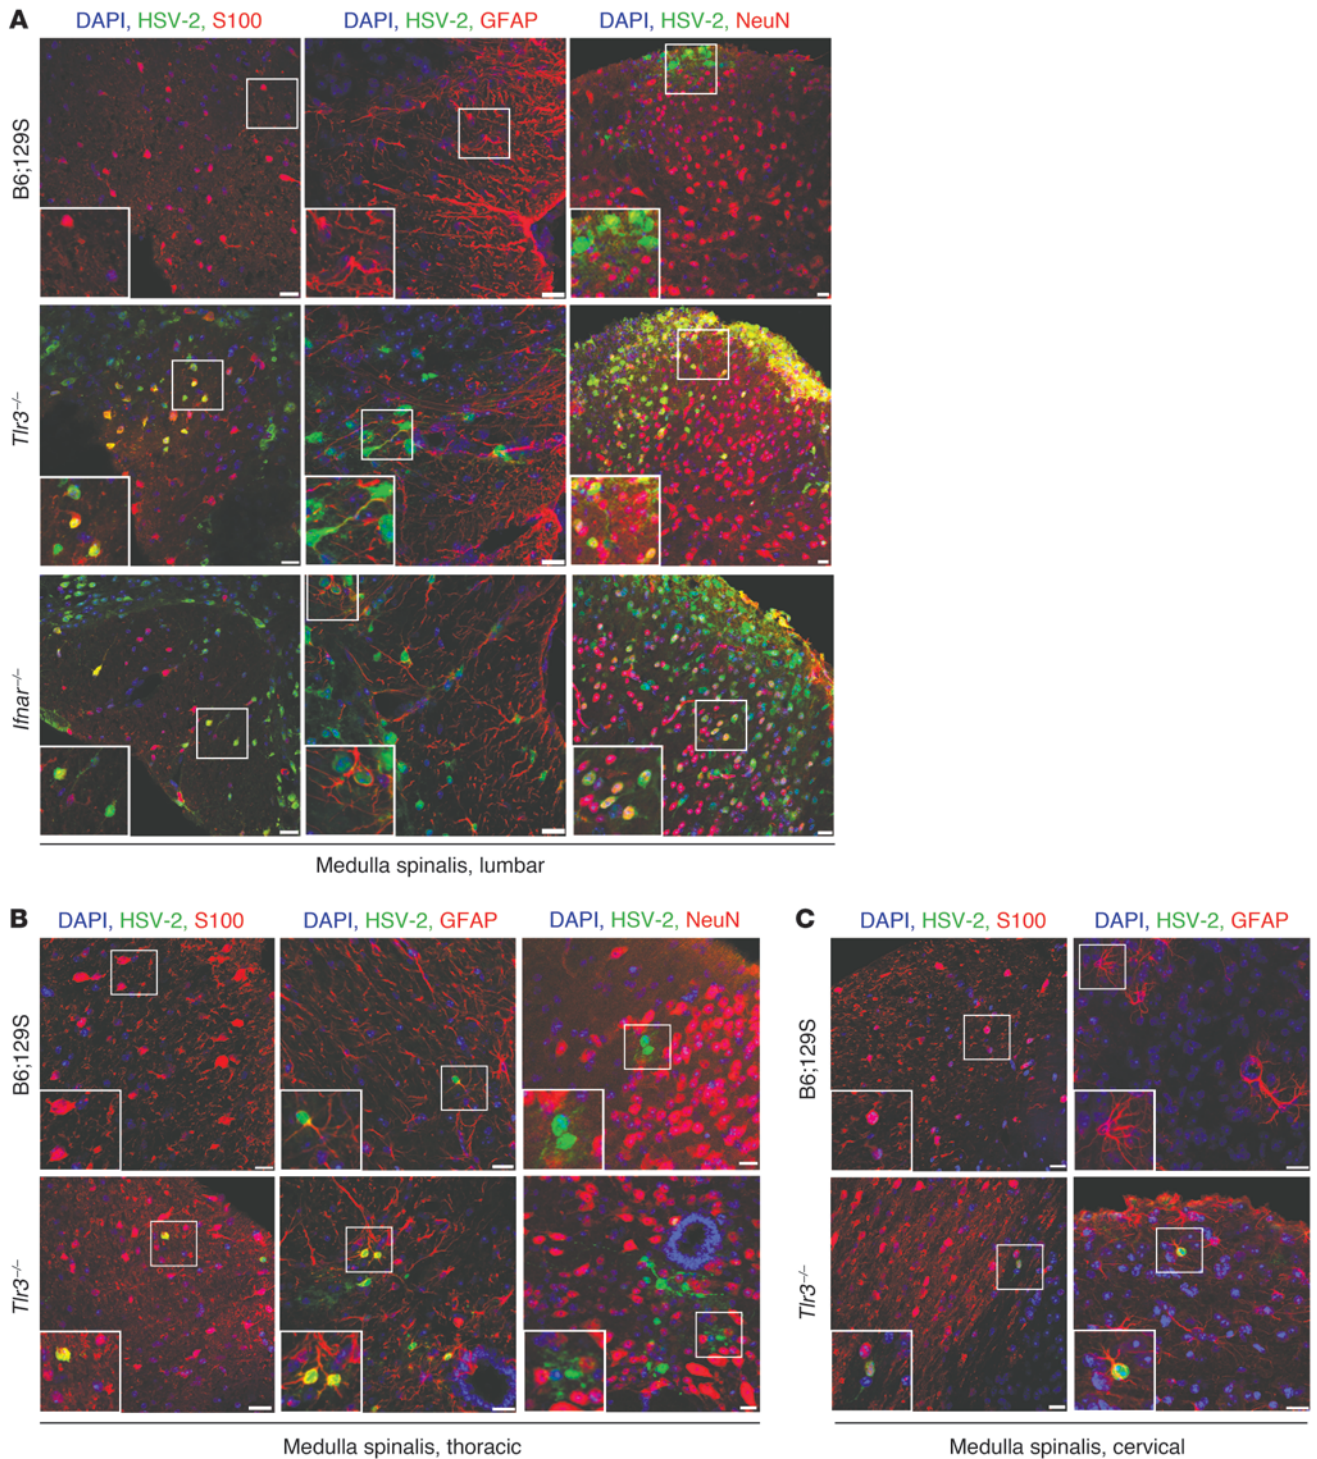 A
DAPI, HSV-2, S100
DAPI, HSV-2, GFAP
DAPI, HSV-2, NeuN
B6;129S
Tlr3–/–
Ifnar–/–
Medulla spinalis, lumbar
B
DAPI, HSV-2, S100
DAPI, HSV-2, GFAP
DAPI, HSV-2, NeuN
B6;129S
Tlr3–/–
Medulla spinalis, thoracic
C
DAPI, HSV-2, S100
DAPI, HSV-2, GFAP
B6;129S
Tlr3–/–
Medulla spinalis, cervical